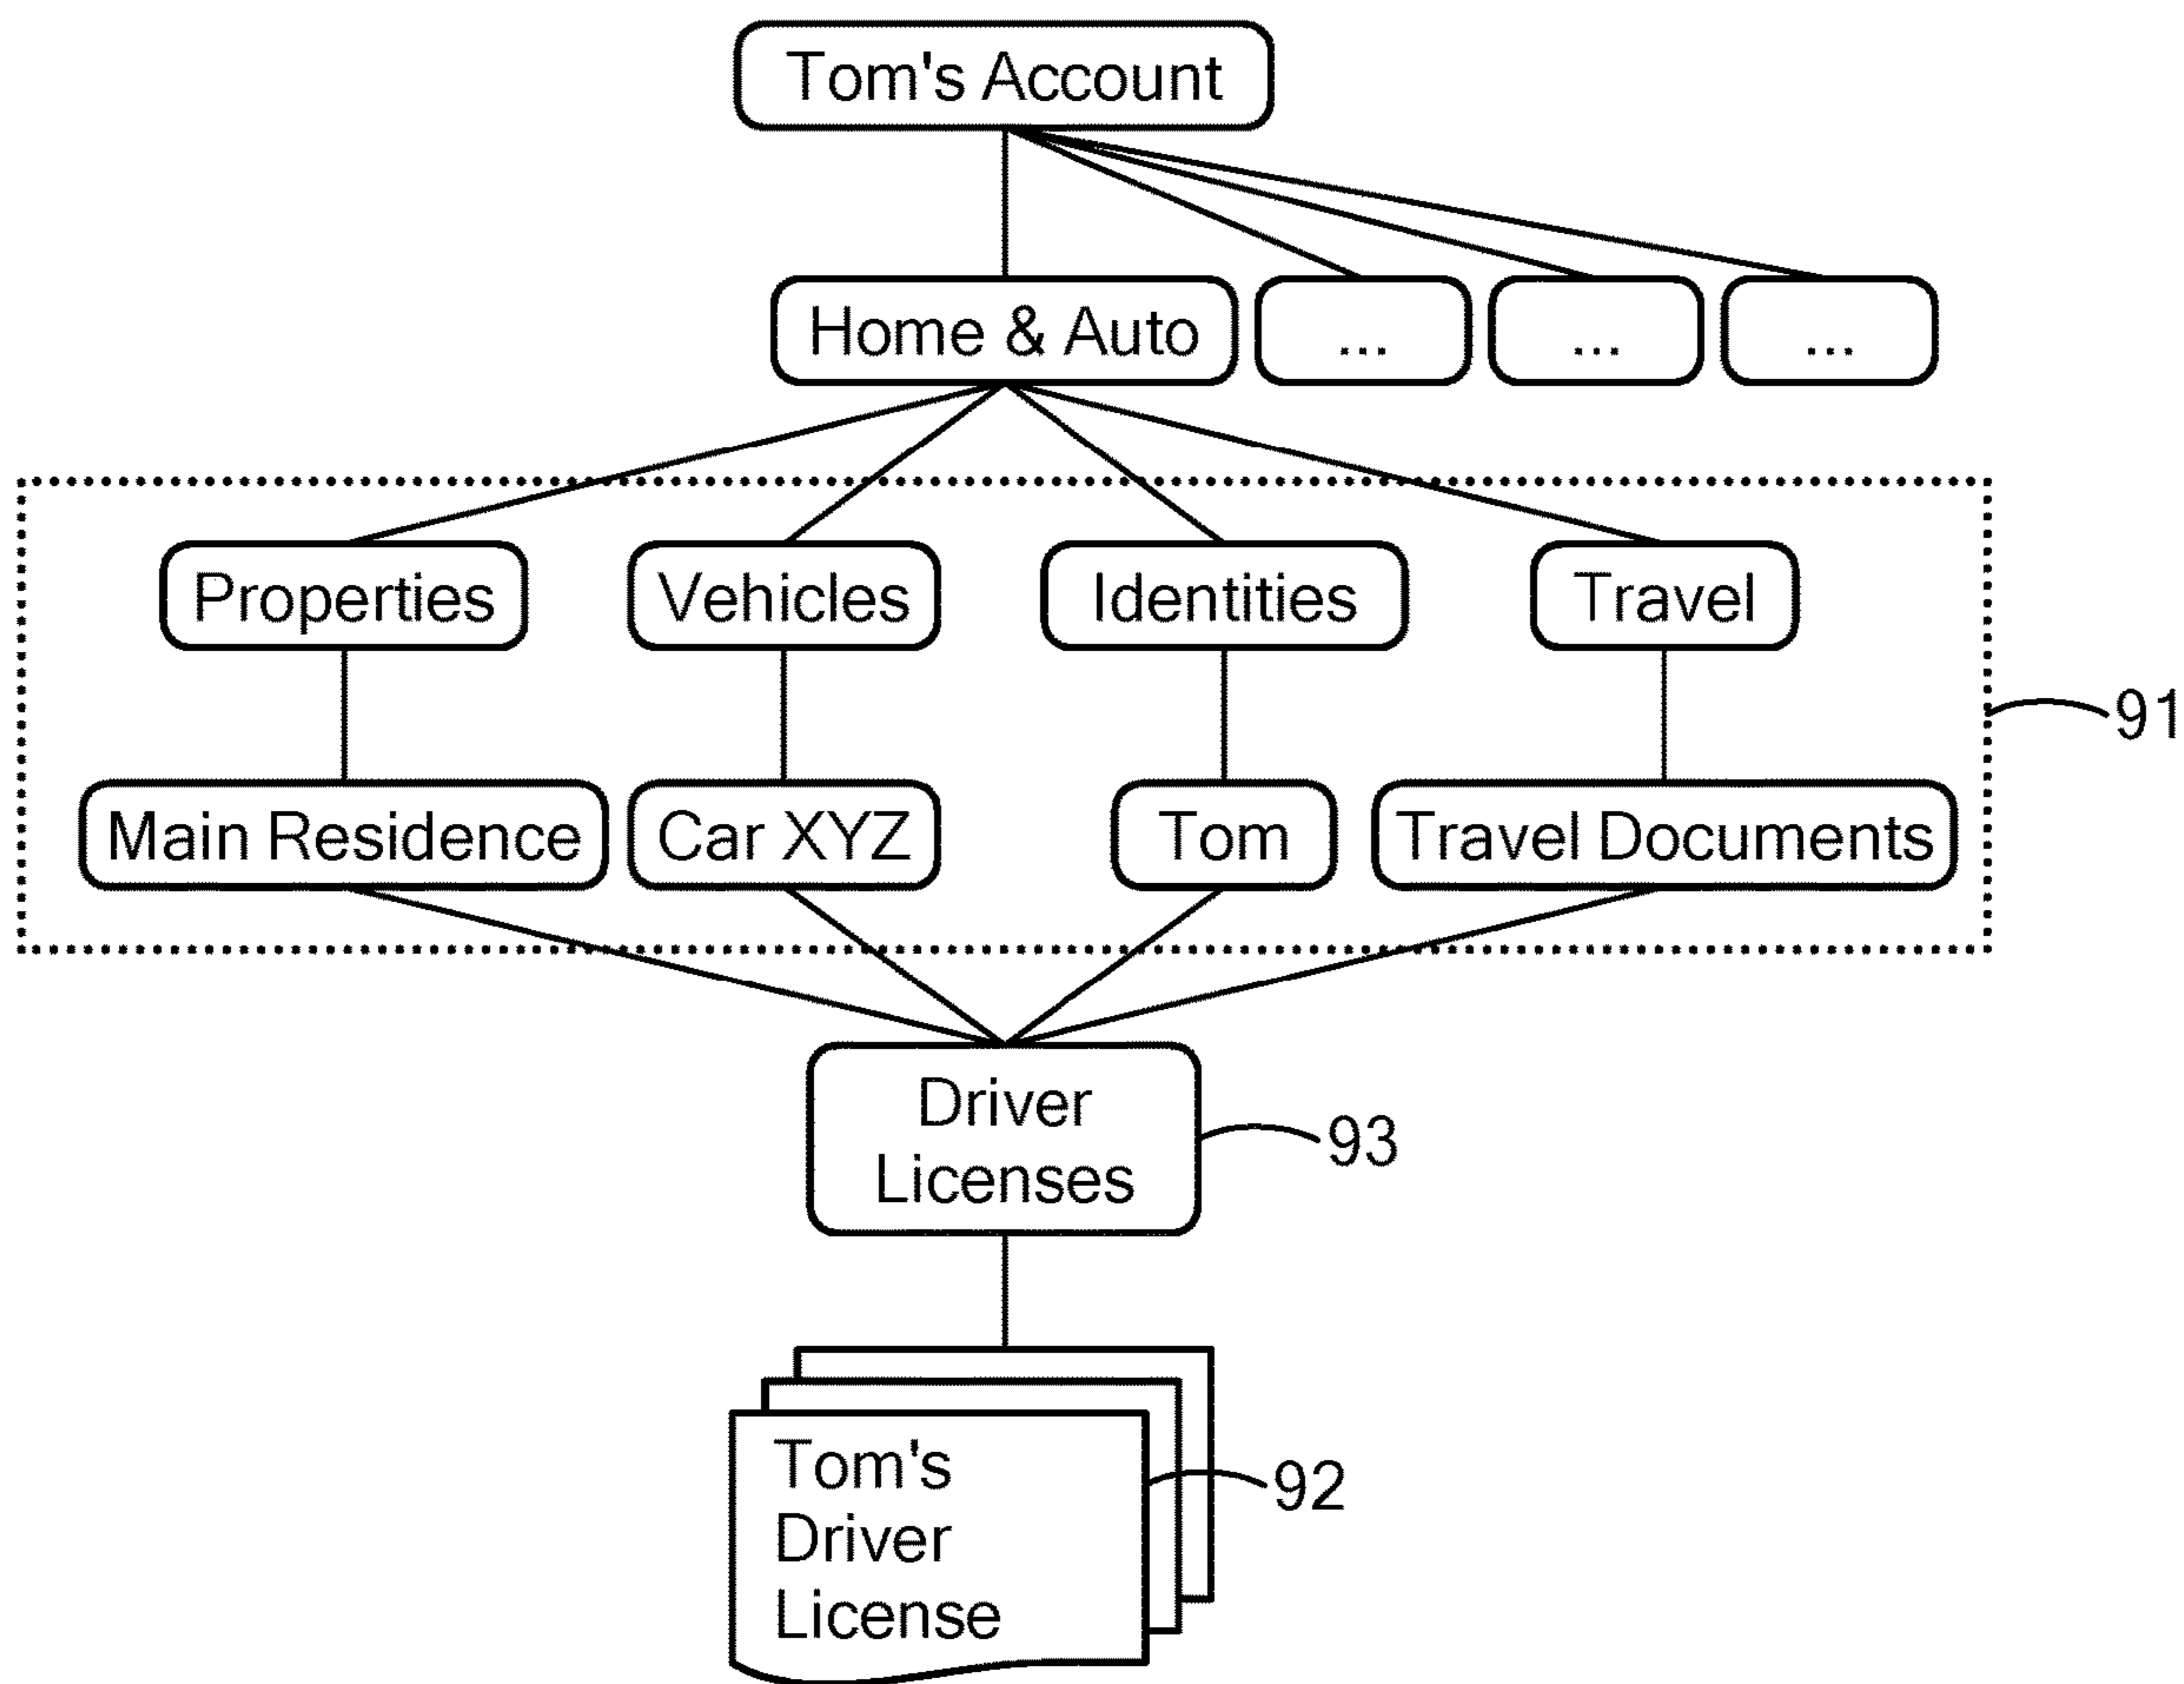 Tom's Account
Home & Auto
...
...
...
Properties
Vehicles
Identities
Travel
91
Main Residence
Car XYZ
Tom
Travel Documents
Driver
Licenses
93
Tom's
Driver
License
92